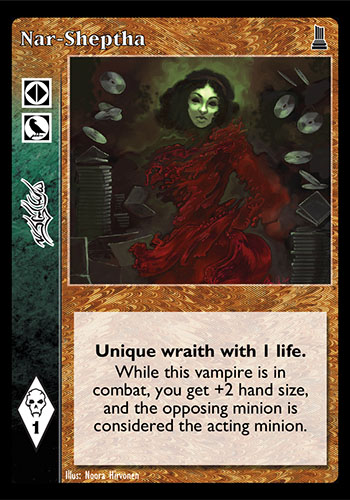 Nar-Sheptha
Unique wraith with 1 life.
While this vampire is in
combat, you get +2 hand size,
and the opposing minion is
considered the acting minion.
1
Illus: Noora Hirvonen